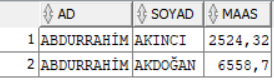 AD SOYAD MAAS
1 ABDURRAHİM AKINCI 2524,32
2 ABDURRAHİM AKDOĞAN 6558,7